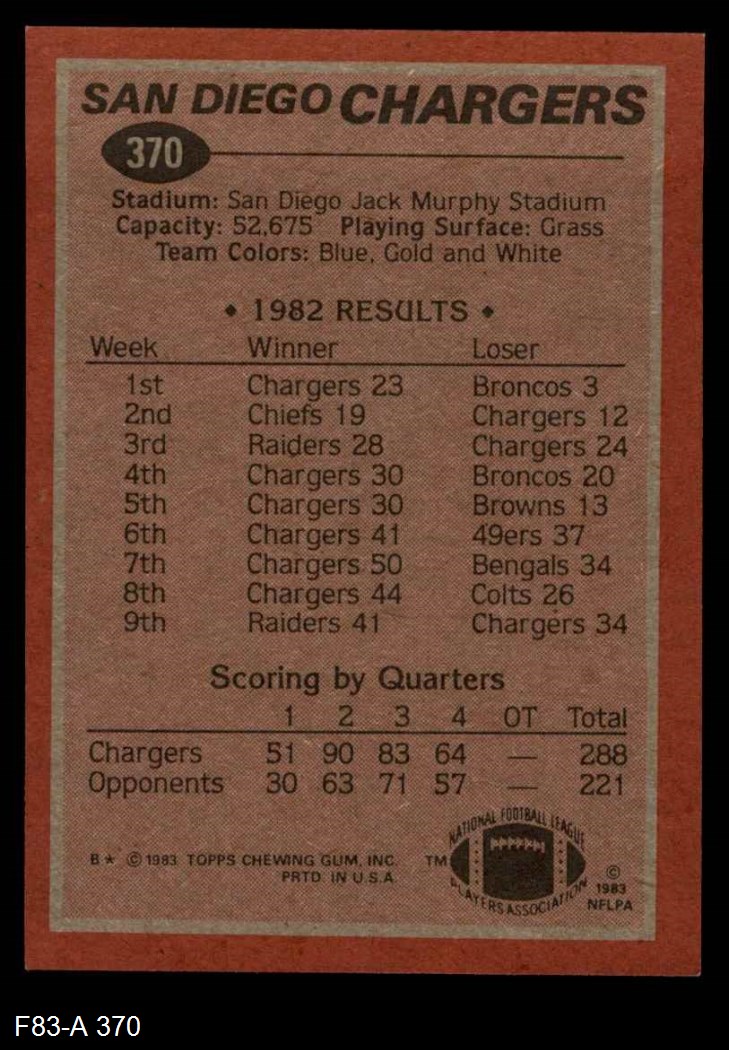 SAN DIEGO CHARGERS
370
Stadium: San Diego Jack Murphy Stadium
Capacity: 52,675 Playing Surface: Grass
Team Colors: Blue, Gold and White
◆ 1982 RESULTS ◆
Week Winner Loser
1st Chargers 23 Broncos 3
2nd Chiefs 19 Chargers 12
3rd Raiders 28 Chargers 24
4th Chargers 30 Broncos 20
5th Chargers 30 Browns 13
6th Chargers 41 49ers 37
7th Chargers 50 Bengals 34
8th Chargers 44 Colts 26
9th Raiders 41 Chargers 34
Scoring by Quarters
1 2 3 4 OT Total
Chargers 51 90 83 64 — 288
Opponents 30 63 71 57 — 221
NATIONAL FOOTBALL LEAGUE
PLAYERS ASSOCIATION
B* © 1983 TOPPS CHEWING GUM, INC. TM
PRTD. IN U.S.A.
© 1983 NFLPA
F83-A 370